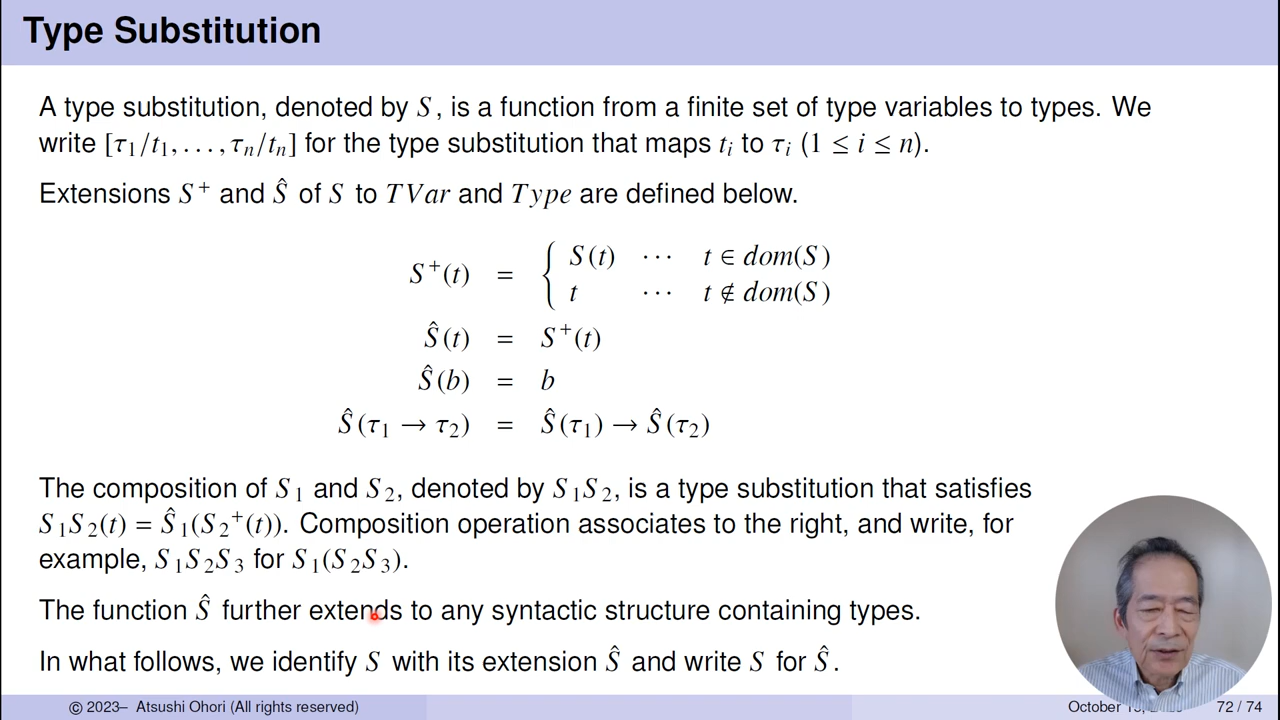 Type Substitution
A type substitution, denoted by S, is a function from a finite set of type variables to types. We
write [τ₁/t₁, . . . , τₙ/tₙ] for the type substitution that maps tᵢ to τᵢ (1 ≤ i ≤ n).
Extensions S⁺ and Ŝ of S to TVar and Type are defined below.
S⁺(t) = { S(t) ··· t ∈ dom(S)
t ··· t ∉ dom(S)
Ŝ(t) = S⁺(t)
Ŝ(b) = b
Ŝ(τ₁ → τ₂) = Ŝ(τ₁) → Ŝ(τ₂)
The composition of S₁ and S₂, denoted by S₁S₂, is a type substitution that satisfies
S₁S₂(t) = Ŝ₁(S₂⁺(t)). Composition operation associates to the right, and write, for
example, S₁S₂S₃ for S₁(S₂S₃).
The function Ŝ further extends to any syntactic structure containing types.
In what follows, we identify S with its extension Ŝ and write S for Ŝ.
© 2023– Atsushi Ohori (All rights reserved) October 72 / 74